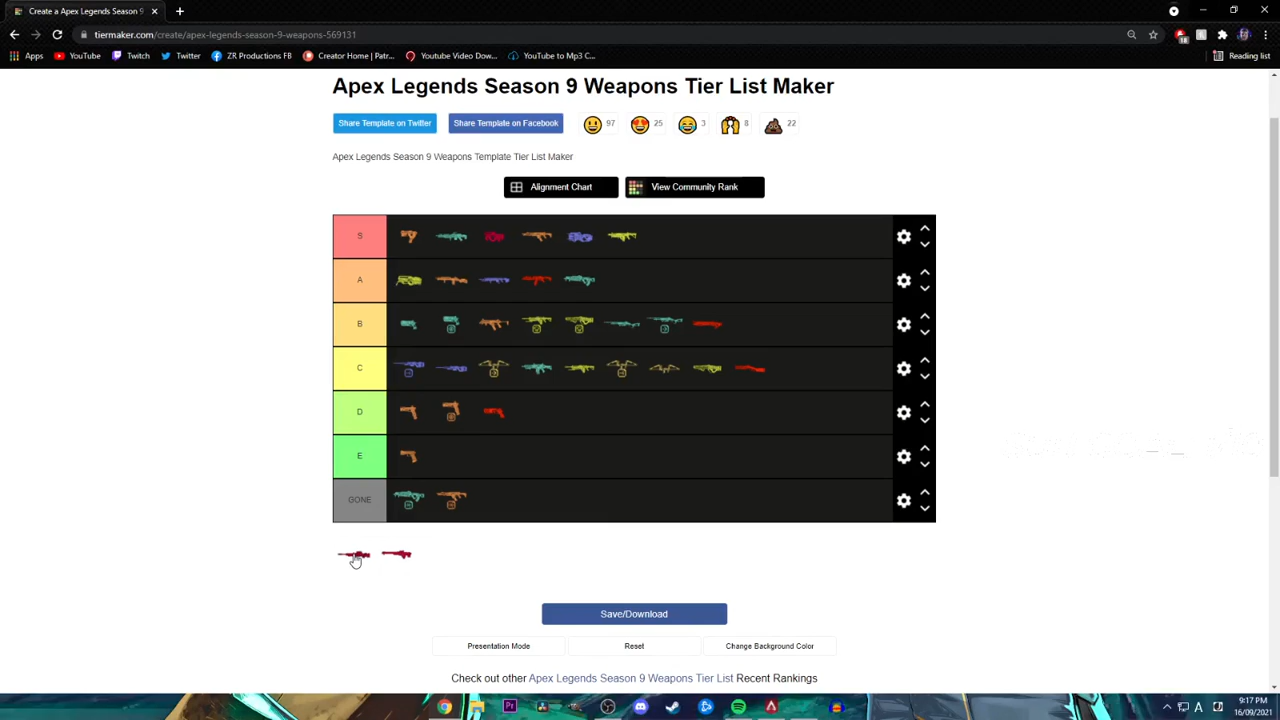 Create a Apex Legends Season 9
tiermaker.com/create/apex-legends-season-9-weapons-569131
Apps YouTube Twitch Twitter ZR Productions FB Creator Home | Patr... Youtube Video Dow... YouTube to Mp3 C... Reading list
Apex Legends Season 9 Weapons Tier List Maker
Share Template on Twitter Share Template on Facebook 97 25 3 8 22
Apex Legends Season 9 Weapons Template Tier List Maker
Alignment Chart View Community Rank
S
A
B
C
D
E
GONE
Save/Download
Presentation Mode Reset Change Background Color
Check out other Apex Legends Season 9 Weapons Tier List Recent Rankings
9:17 PM
16/09/2021